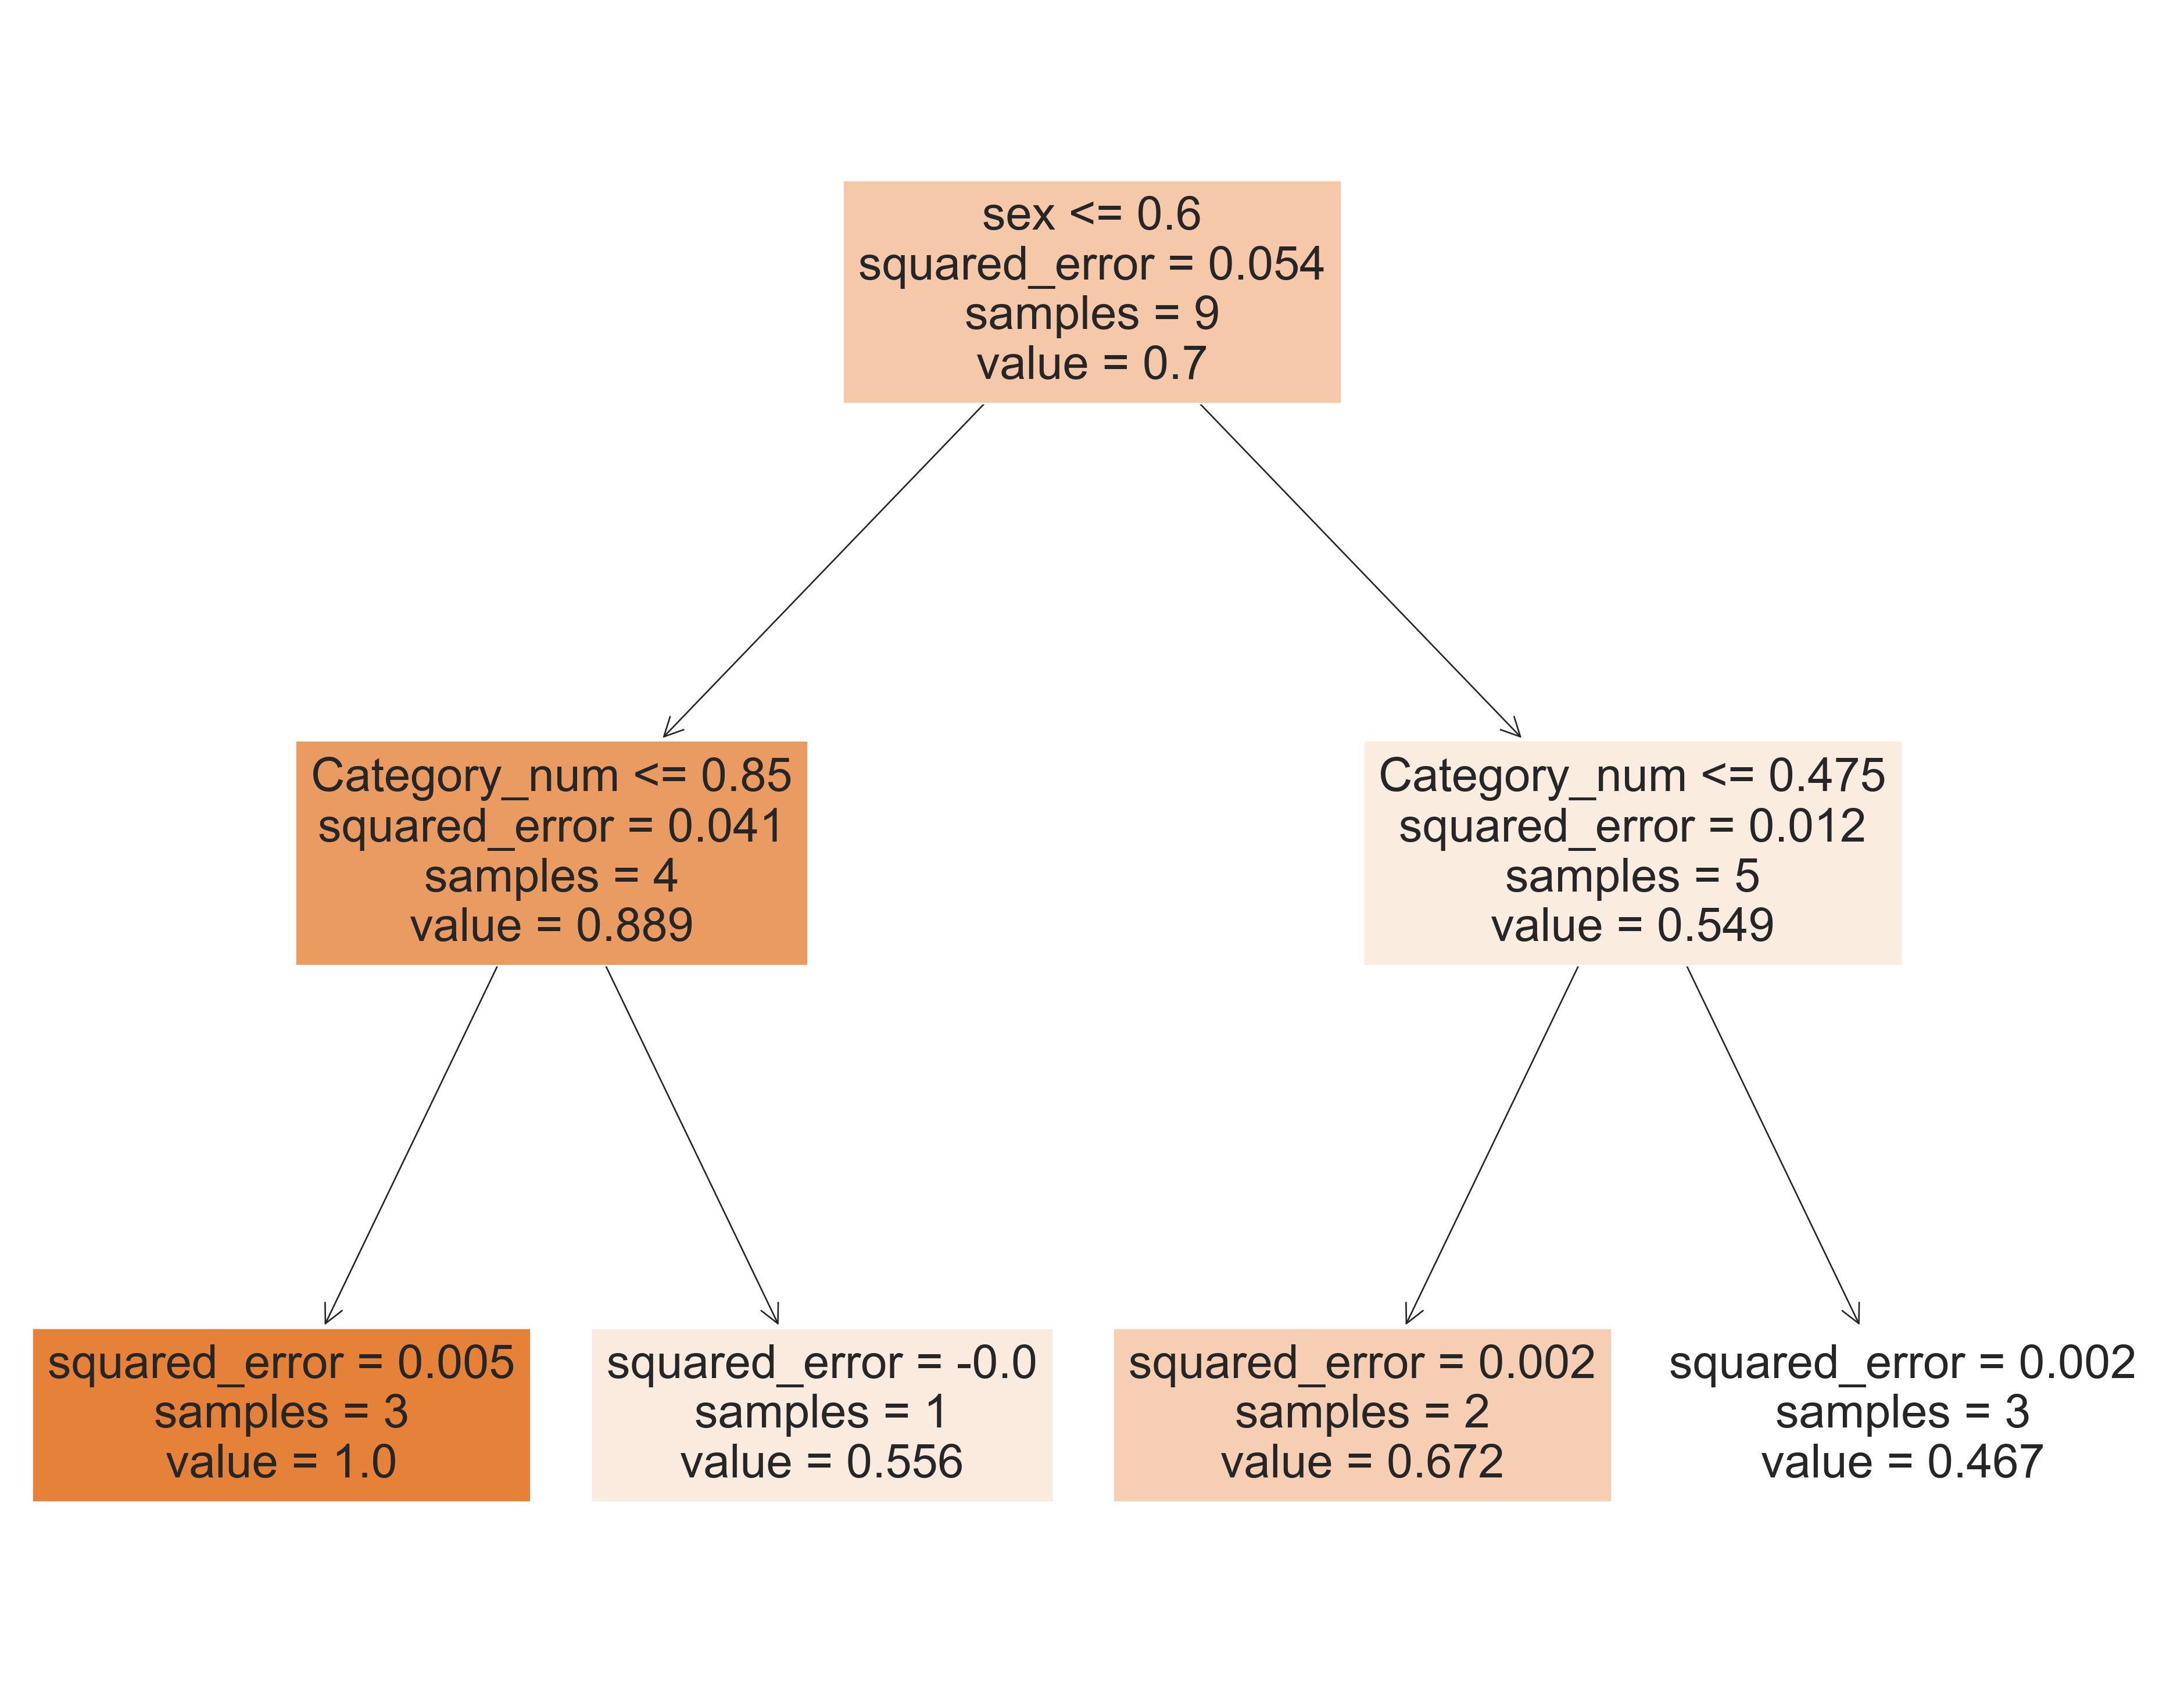 sex <= 0.6
squared_error = 0.054
samples = 9
value = 0.7
Category_num <= 0.85
squared_error = 0.041
samples = 4
value = 0.889
Category_num <= 0.475
squared_error = 0.012
samples = 5
value = 0.549
squared_error = 0.005
samples = 3
value = 1.0
squared_error = -0.0
samples = 1
value = 0.556
squared_error = 0.002
samples = 2
value = 0.672
squared_error = 0.002
samples = 3
value = 0.467